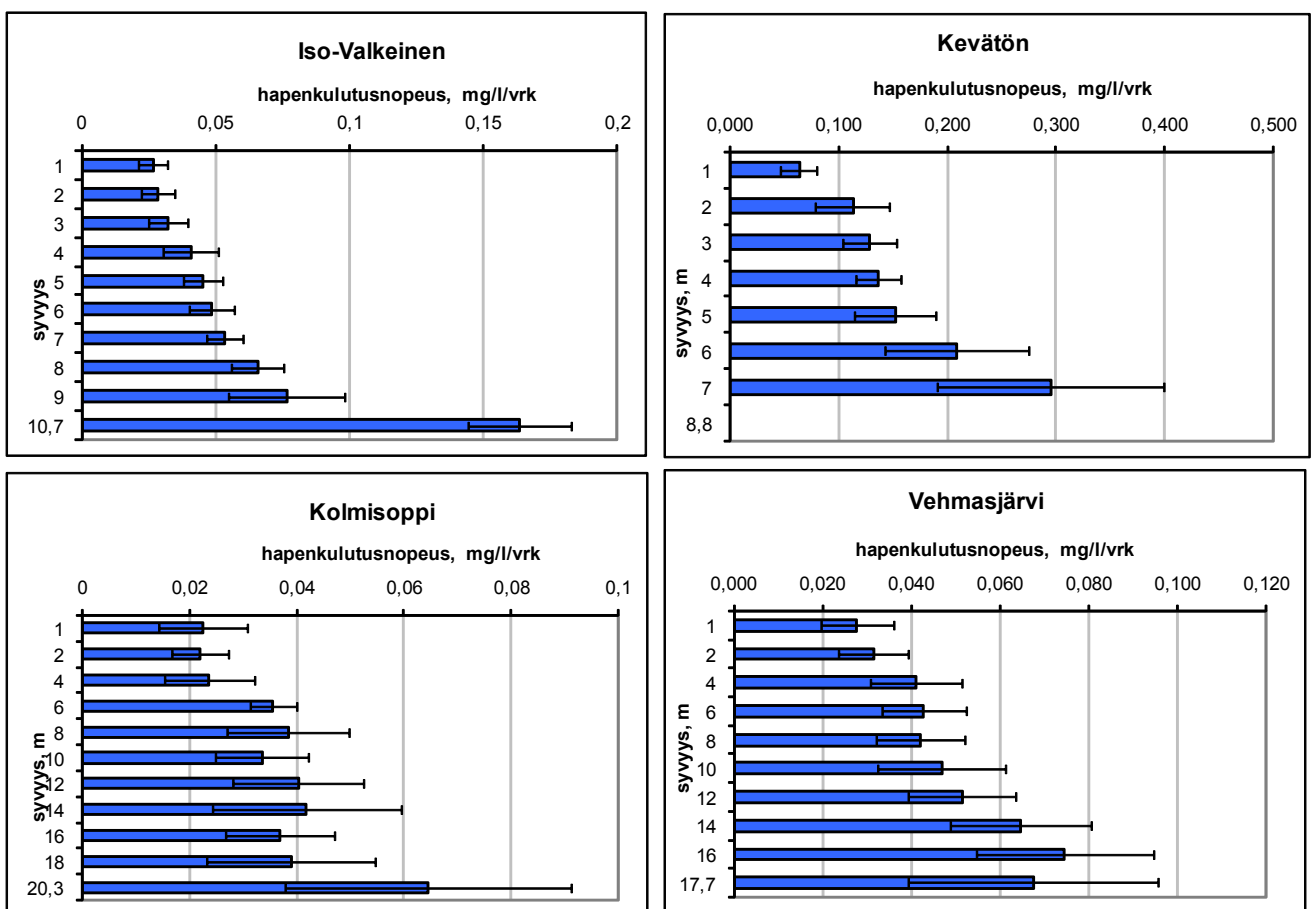 Iso-Valkeinen
hapenkulutusnopeus, mg/l/vrk
0 0,05 0,1 0,15 0,2
syvyys
1
2
3
4
5
6
7
8
9
10,7
Kevätön
hapenkulutusnopeus, mg/l/vrk
0,000 0,100 0,200 0,300 0,400 0,500
syvyys, m
1
2
3
4
5
6
7
8,8
Kolmisoppi
hapenkulutusnopeus, mg/l/vrk
0 0,02 0,04 0,06 0,08 0,1
syvyys, m
1
2
4
6
8
10
12
14
16
18
20,3
Vehmasjärvi
hapenkulutusnopeus, mg/l/vrk
0,000 0,020 0,040 0,060 0,080 0,100 0,120
syvyys, m
1
2
4
6
8
10
12
14
16
17,7